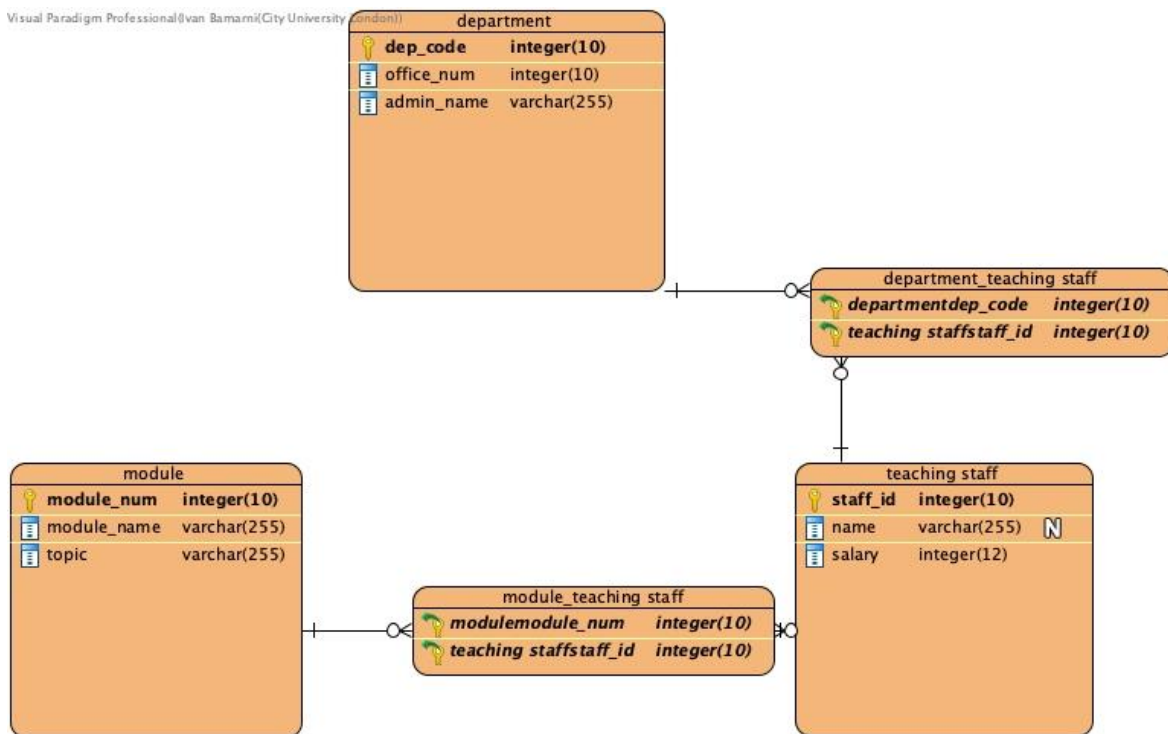 Visual Paradigm Professional(Ivan Bamarni(City University London))
department
dep_code integer(10)
office_num integer(10)
admin_name varchar(255)
department_teaching staff
departmentdep_code integer(10)
teaching staffstaff_id integer(10)
module
module_num integer(10)
module_name varchar(255)
topic varchar(255)
teaching staff
staff_id integer(10)
name varchar(255) N
salary integer(12)
module_teaching staff
modulemodule_num integer(10)
teaching staffstaff_id integer(10)